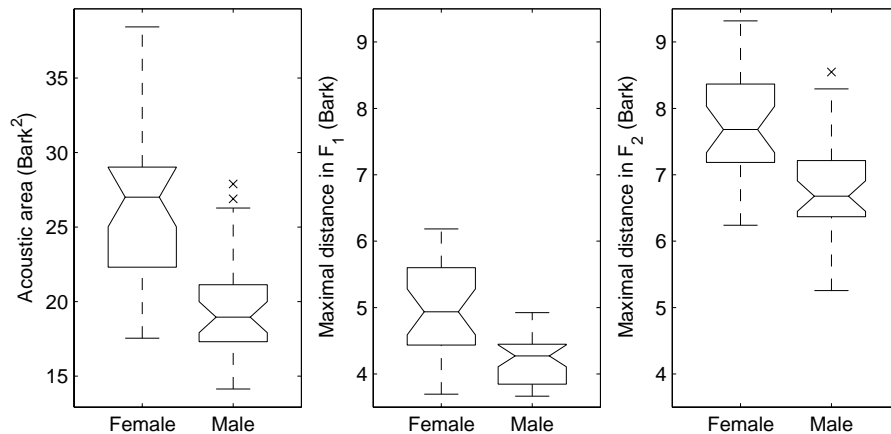 Acoustic area (Bark²)
35
30
25
20
15
Female Male
Maximal distance in F₁ (Bark)
9
8
7
6
5
4
Female Male
Maximal distance in F₂ (Bark)
9
8
7
6
5
4
Female Male